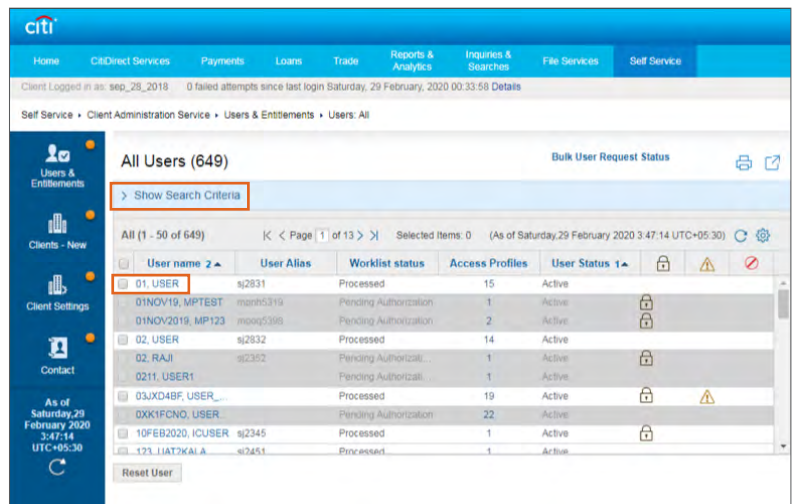 citi
Home CitiDirect Services Payments Loans Trade Reports & Analytics Inquiries & Searches File Services Self Service
Client Logged in as: sep_28_2018 0 failed attempts since last login Saturday, 29 February, 2020 00:33:58 Details
Self Service ▸ Client Administration Service ▸ Users & Entitlements ▸ Users: All
Users & Entitlements
Clients - New
Client Settings
Contact
As of
Saturday,29
February 2020
3:47:14
UTC+05:30
All Users (649) Bulk User Request Status
> Show Search Criteria
All (1 - 50 of 649) Page 1 of 13 Selected Items: 0 (As of Saturday,29 February 2020 3:47:14 UTC+05:30)
User name 2 User Alias Worklist status Access Profiles User Status 1
01, USER sj2831 Processed 15 Active
01NOV19, MPTEST Pending Authorization 1 Active
01NOV2019, MP123 Pending Authorization 2 Active
02, USER sj2832 Processed 14 Active
02, RAJI sj2352 Pending Authorizati... 1 Active
0211, USER1 Pending Authorizati... 1 Active
03JXD4BF, USER_... Processed 19 Active
0XK1FCNO, USER... Pending Authorization 22 Active
10FEB2020, ICUSER sj2345 Processed 1 Active
123, UAT2KALA sj2451 Processed 1 Active
Reset User